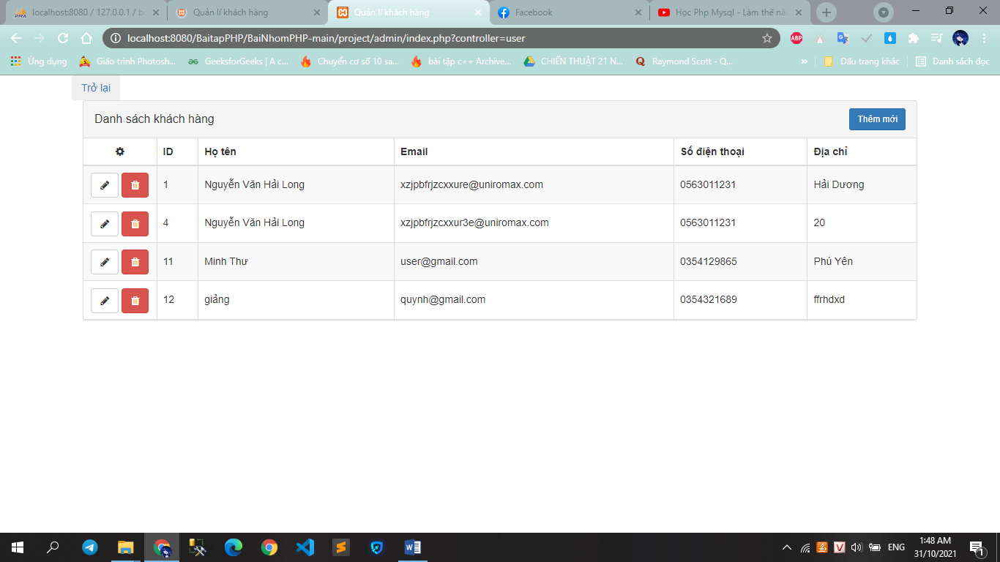 localhost:8080 / 127.0.0.1 / b
Quản lí khách hàng
Quản lí khách hàng
Facebook
Học Php Mysql - Làm thế nà
localhost:8080/BaitapPHP/BaiNhomPHP-main/project/admin/index.php?controller=user
Ứng dụng
Giáo trình Photosh...
GeeksforGeeks | A c...
Chuyển cơ số 10 sa...
bài tập c++ Archive...
CHIẾN THUẬT 21 N...
Raymond Scott - Q...
»
Dấu trang khác
Danh sách đọc
Trở lại
Danh sách khách hàng
Thêm mới
ID Họ tên Email Số điện thoại Địa chỉ
1 Nguyễn Văn Hải Long xzjpbfrjzcxxure@uniromax.com 0563011231 Hải Dương
4 Nguyễn Văn Hải Long xzjpbfrjzcxxur3e@uniromax.com 0563011231 20
11 Minh Thư user@gmail.com 0354129865 Phú Yên
12 giảng quynh@gmail.com 0354321689 ffrhdxd
ENG
1:48 AM
31/10/2021
1